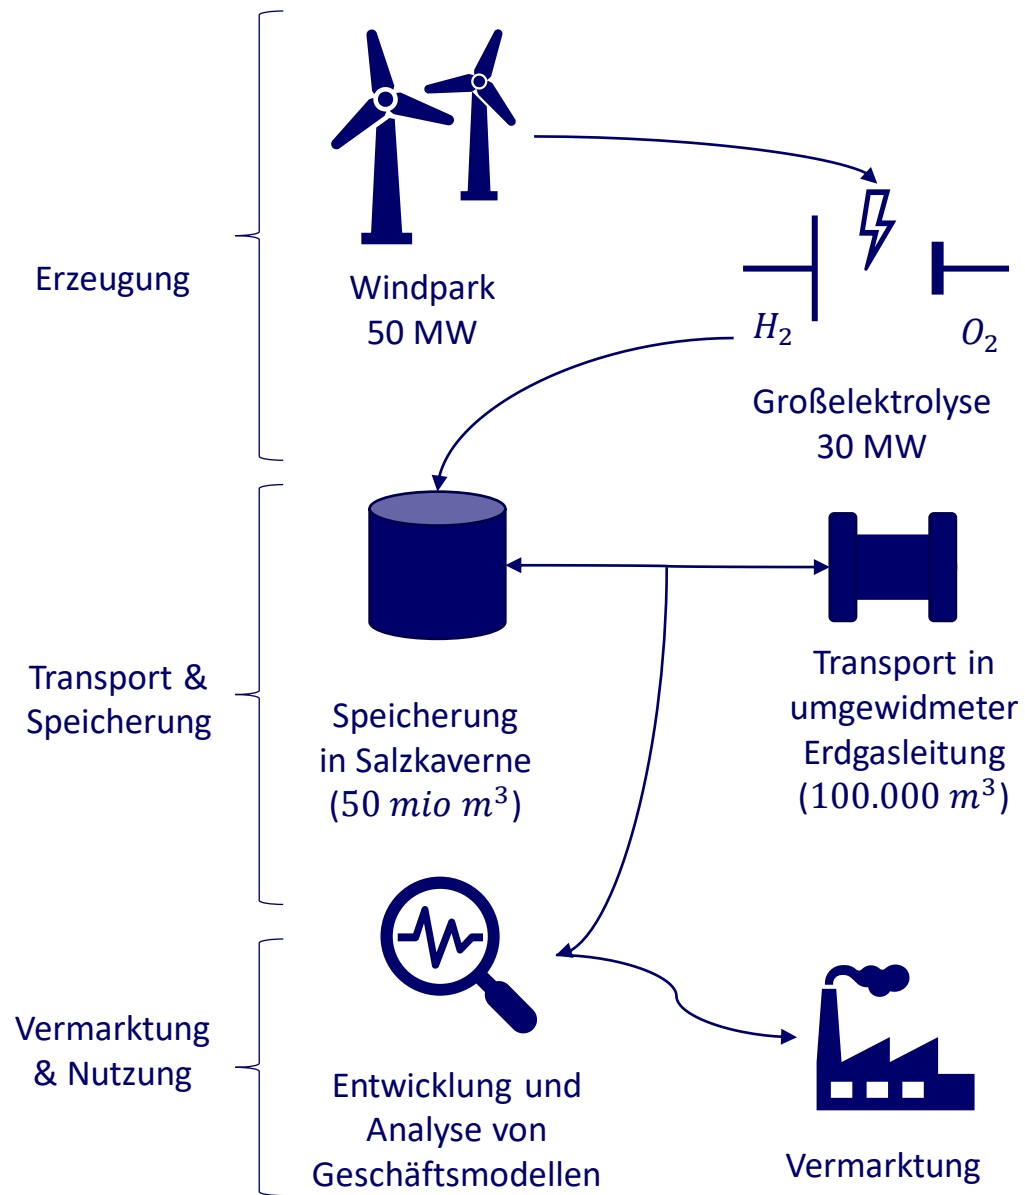 Erzeugung
Windpark
50 MW
H₂
O₂
Großelektrolyse
30 MW
Transport &
Speicherung
Speicherung
in Salzkaverne
(50 mio m³)
Transport in
umgewidmeter
Erdgasleitung
(100.000 m³)
Vermarktung
& Nutzung
Entwicklung und
Analyse von
Geschäftsmodellen
Vermarktung